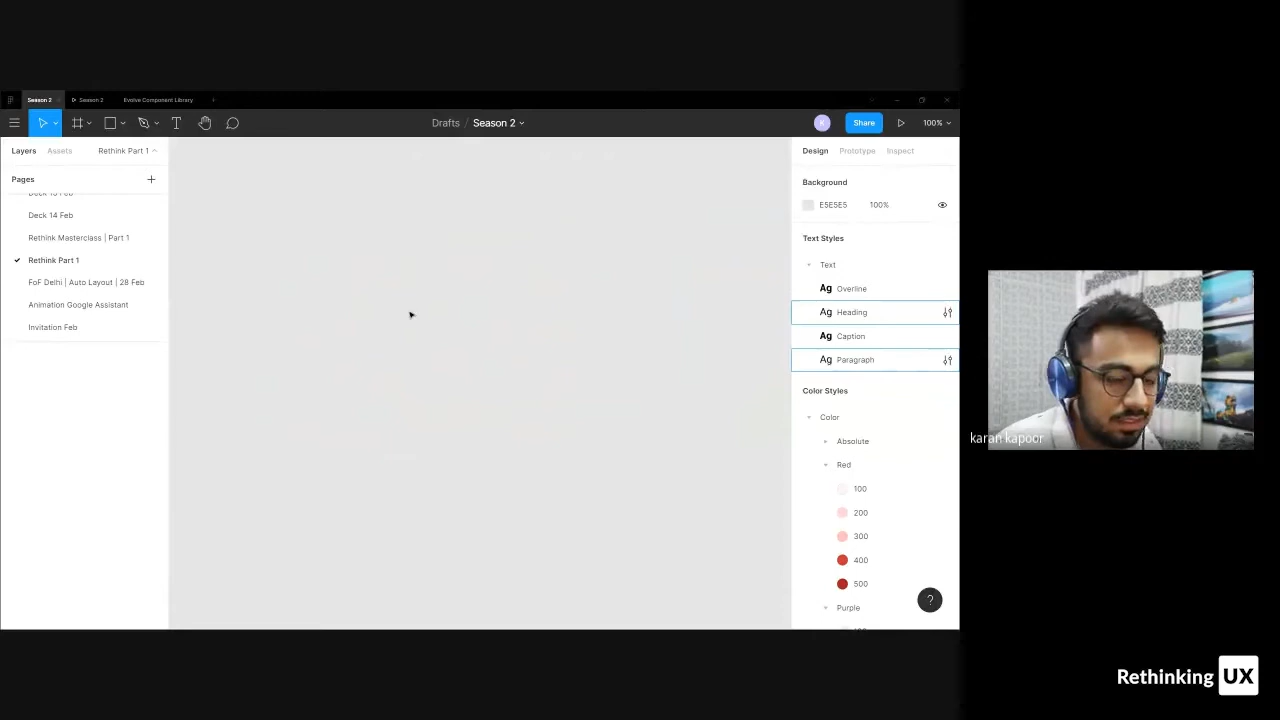 Season 2
Season 2
Evolve Component Library
+
Drafts / Season 2
K
Share
100%
Layers
Assets
Rethink Part 1
Design
Prototype
Inspect
Pages
Deck 14 Feb
Rethink Masterclass | Part 1
Rethink Part 1
FoF Delhi | Auto Layout | 28 Feb
Animation Google Assistant
Invitation Feb
Background
E5E5E5 100%
Text Styles
Text
Ag Overline
Ag Heading
Ag Caption
Ag Paragraph
Color Styles
Color
Absolute
Red
100
200
300
400
500
Purple
?
karan kapoor
Rethinking UX